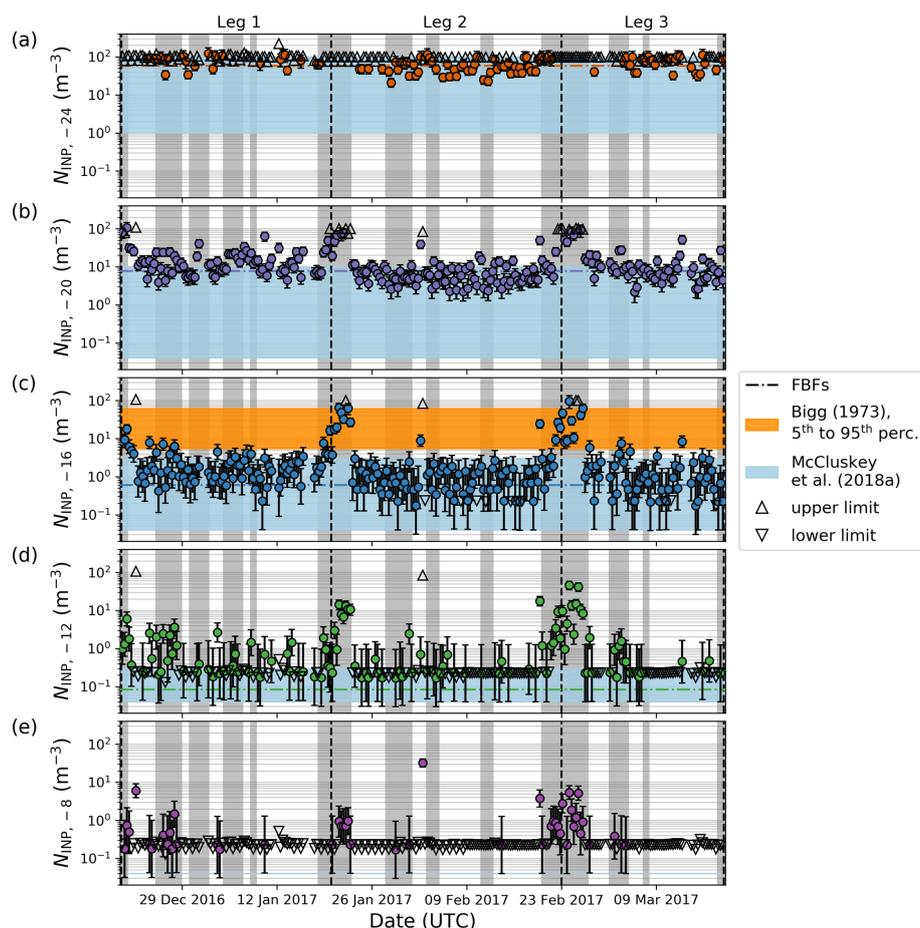 Leg 1 Leg 2 Leg 3
(a)
10² 10¹ 10⁰ 10⁻¹
N_INP, −24 (m⁻³)
(b)
10² 10¹ 10⁰ 10⁻¹
N_INP, −20 (m⁻³)
(c)
10² 10¹ 10⁰ 10⁻¹
N_INP, −16 (m⁻³)
FBFs
Bigg (1973),
5th to 95th perc.
McCluskey
et al. (2018a)
upper limit
lower limit
(d)
10² 10¹ 10⁰ 10⁻¹
N_INP, −12 (m⁻³)
(e)
10² 10¹ 10⁰ 10⁻¹
N_INP, −8 (m⁻³)
29 Dec 2016 12 Jan 2017 26 Jan 2017 09 Feb 2017 23 Feb 2017 09 Mar 2017
Date (UTC)